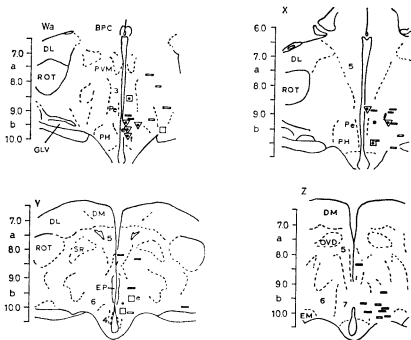 Wa
BPC
7.0
DL
a
PVM
8.0
ROT
3
9.0
Pe
b
10.0
PH
GLV
X
6.0
7.0
DL
5
a
8.0
ROT
9.0
Pe
b
PH
10.0
Y
DM
7.0
DL
5
a
8.0
ROT
SR
9.0
EP
e
b
6
10.0
4
Z
DM
7.0
a
OVD
8.0
5
9.0
b
6
7
10.0
EM